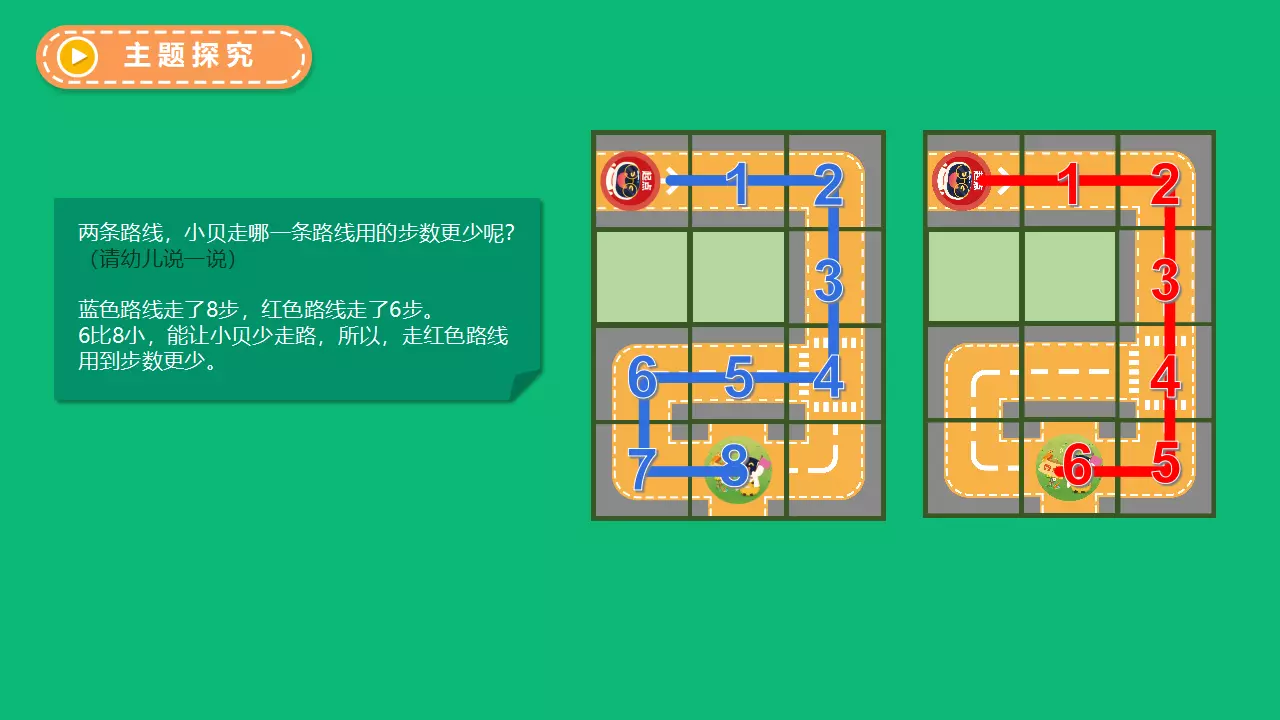 主题探究
两条路线，小贝走哪一条路线用的步数更少呢？
（请幼儿说一说）
蓝色路线走了8步，红色路线走了6步。
6比8小，能让小贝少走路，所以，走红色路线
用到步数更少。
起点
1
2
3
4
5
6
7
8
起点
1
2
3
4
5
6